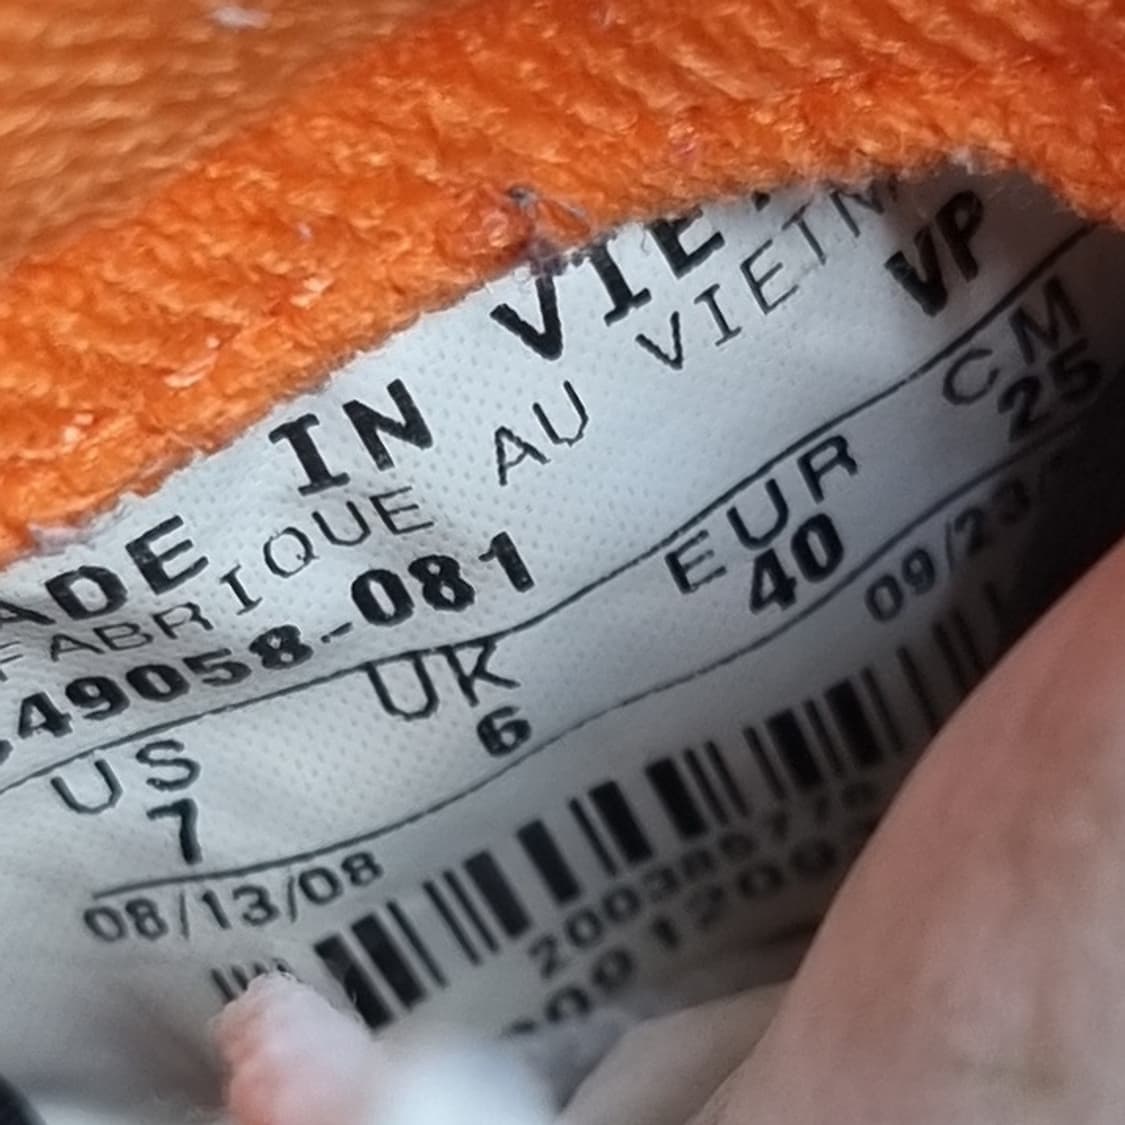 ADE IN VIE
FABRIQUE AU VIETN
VP
49058-081
US UK EUR CM
7 6 40 25
08/13/08 09/23